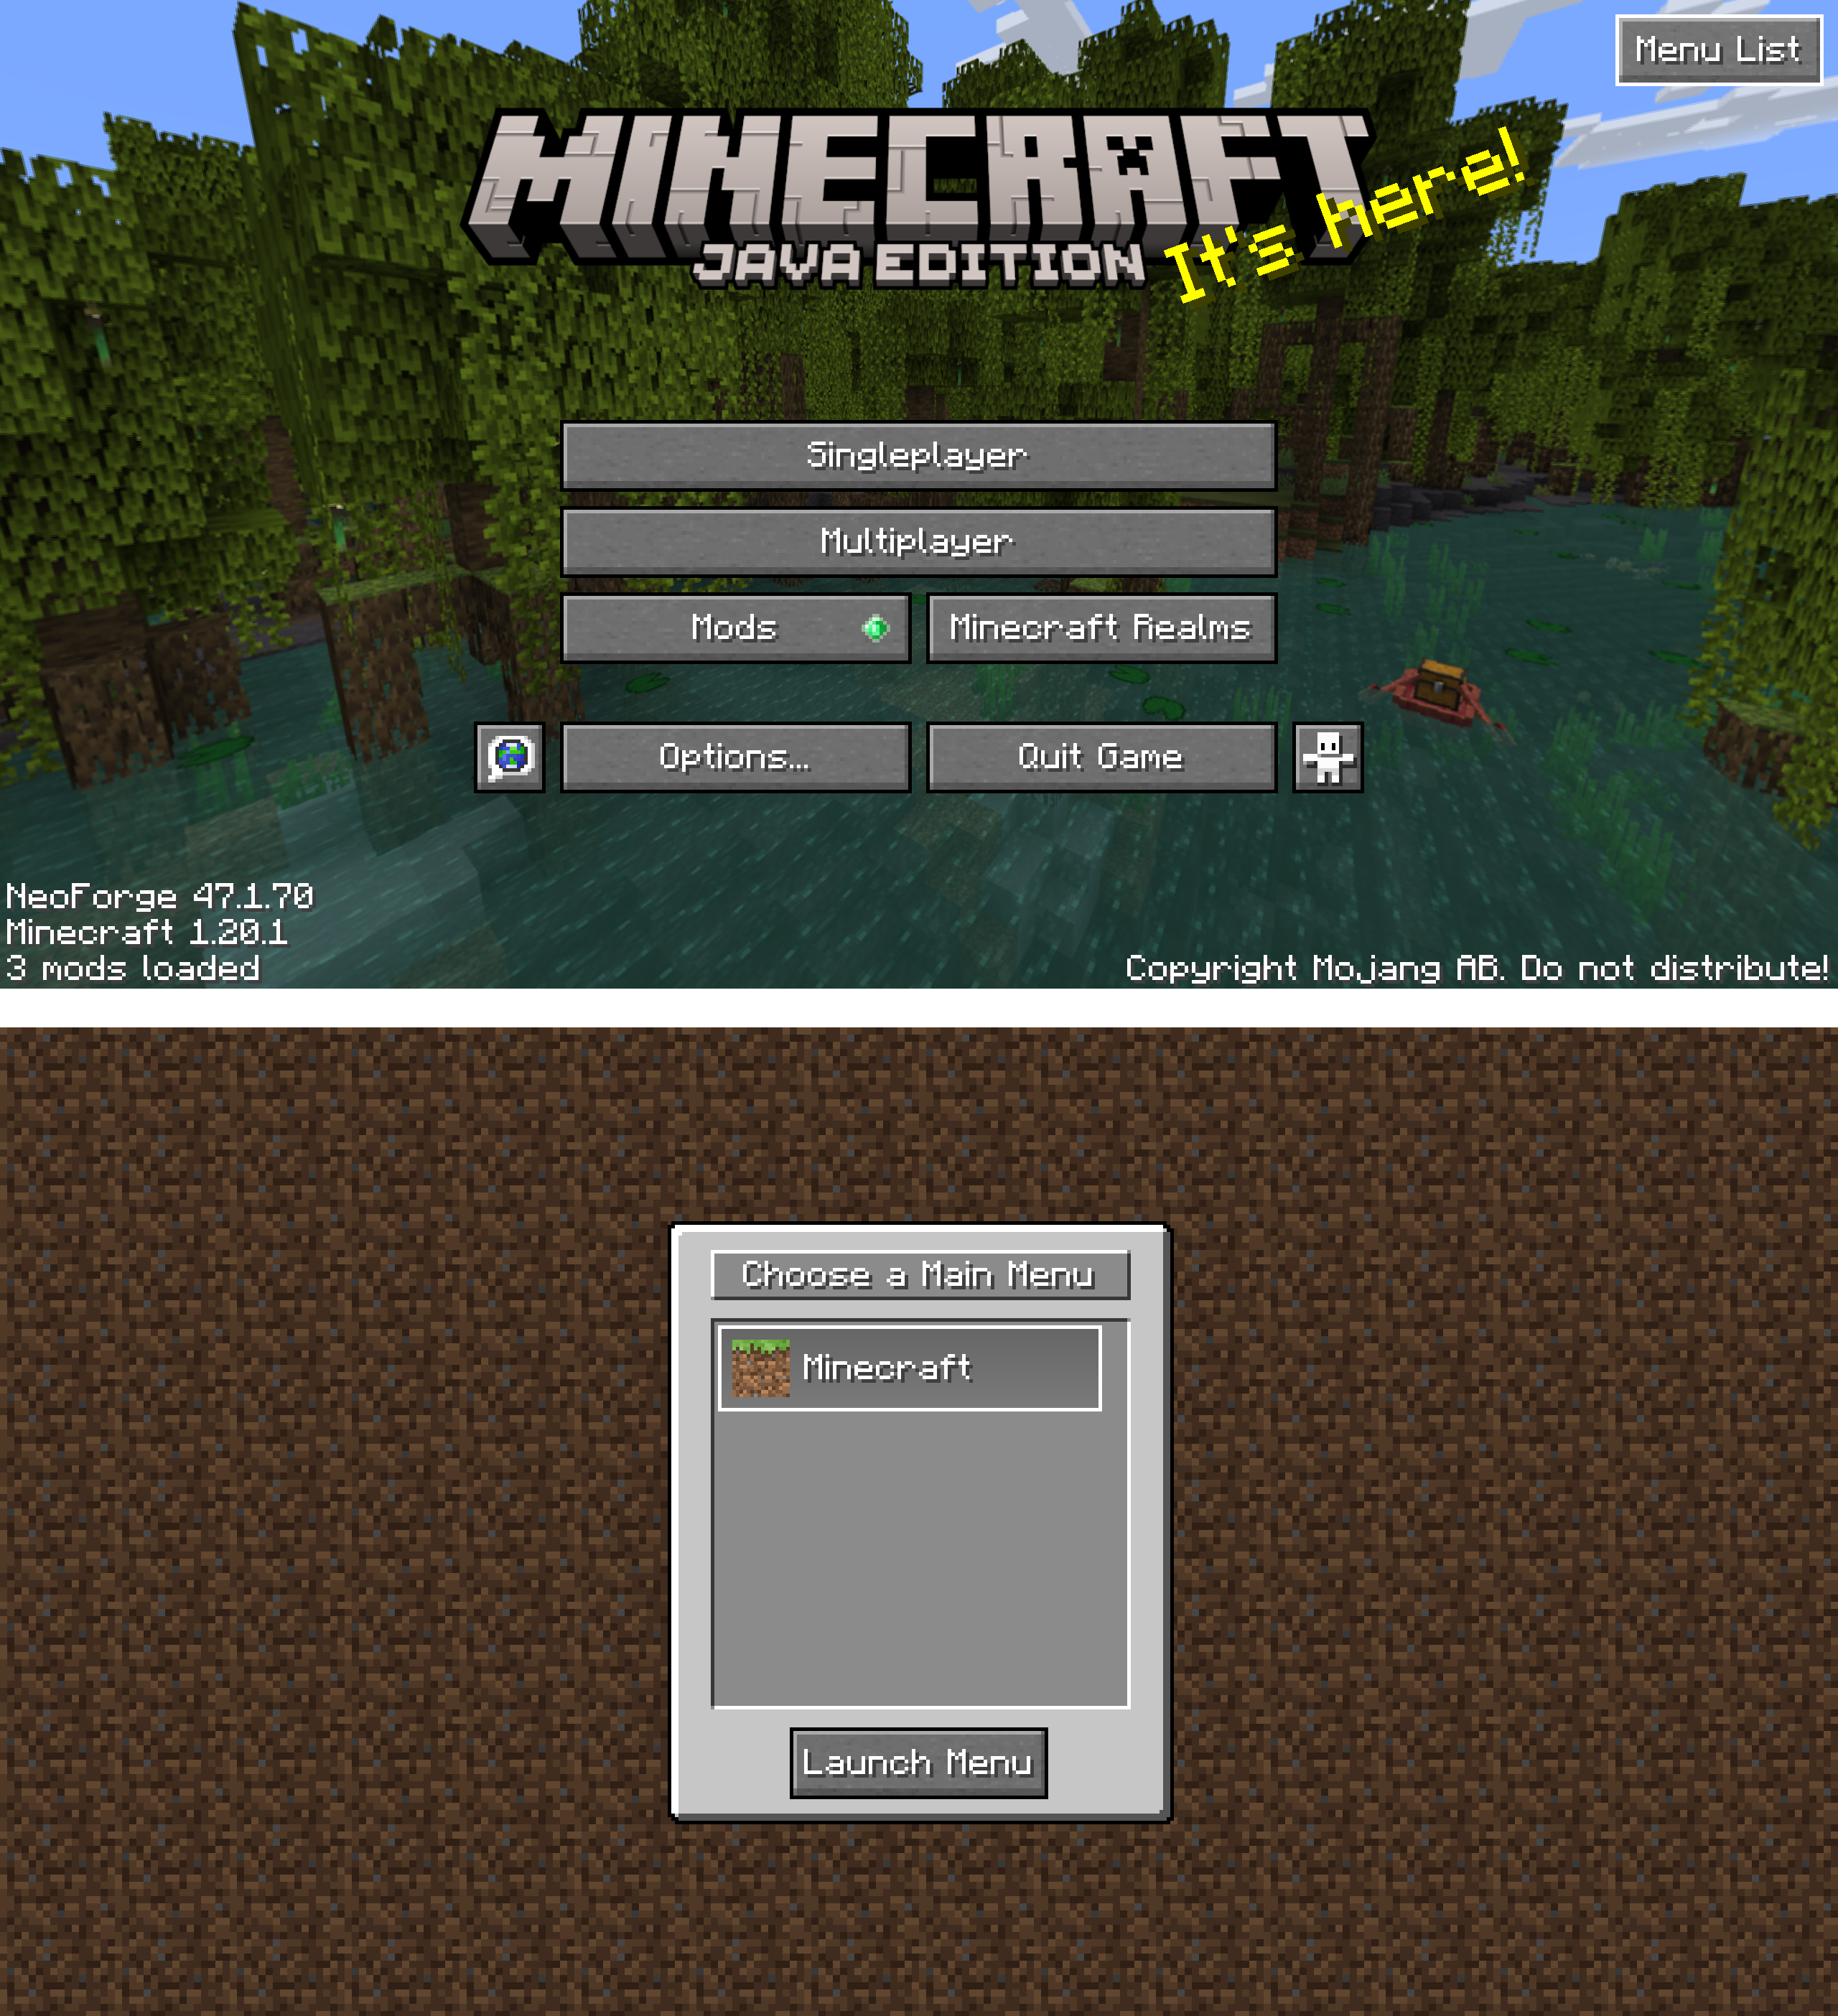 Menu List
MINECRAFT
JAVA EDITION
It's here!
Singleplayer
Multiplayer
Mods
Minecraft Realms
Options...
Quit Game
NeoForge 47.1.70
Minecraft 1.20.1
3 mods loaded
Copyright Mojang AB. Do not distribute!
Choose a Main Menu
Minecraft
Launch Menu